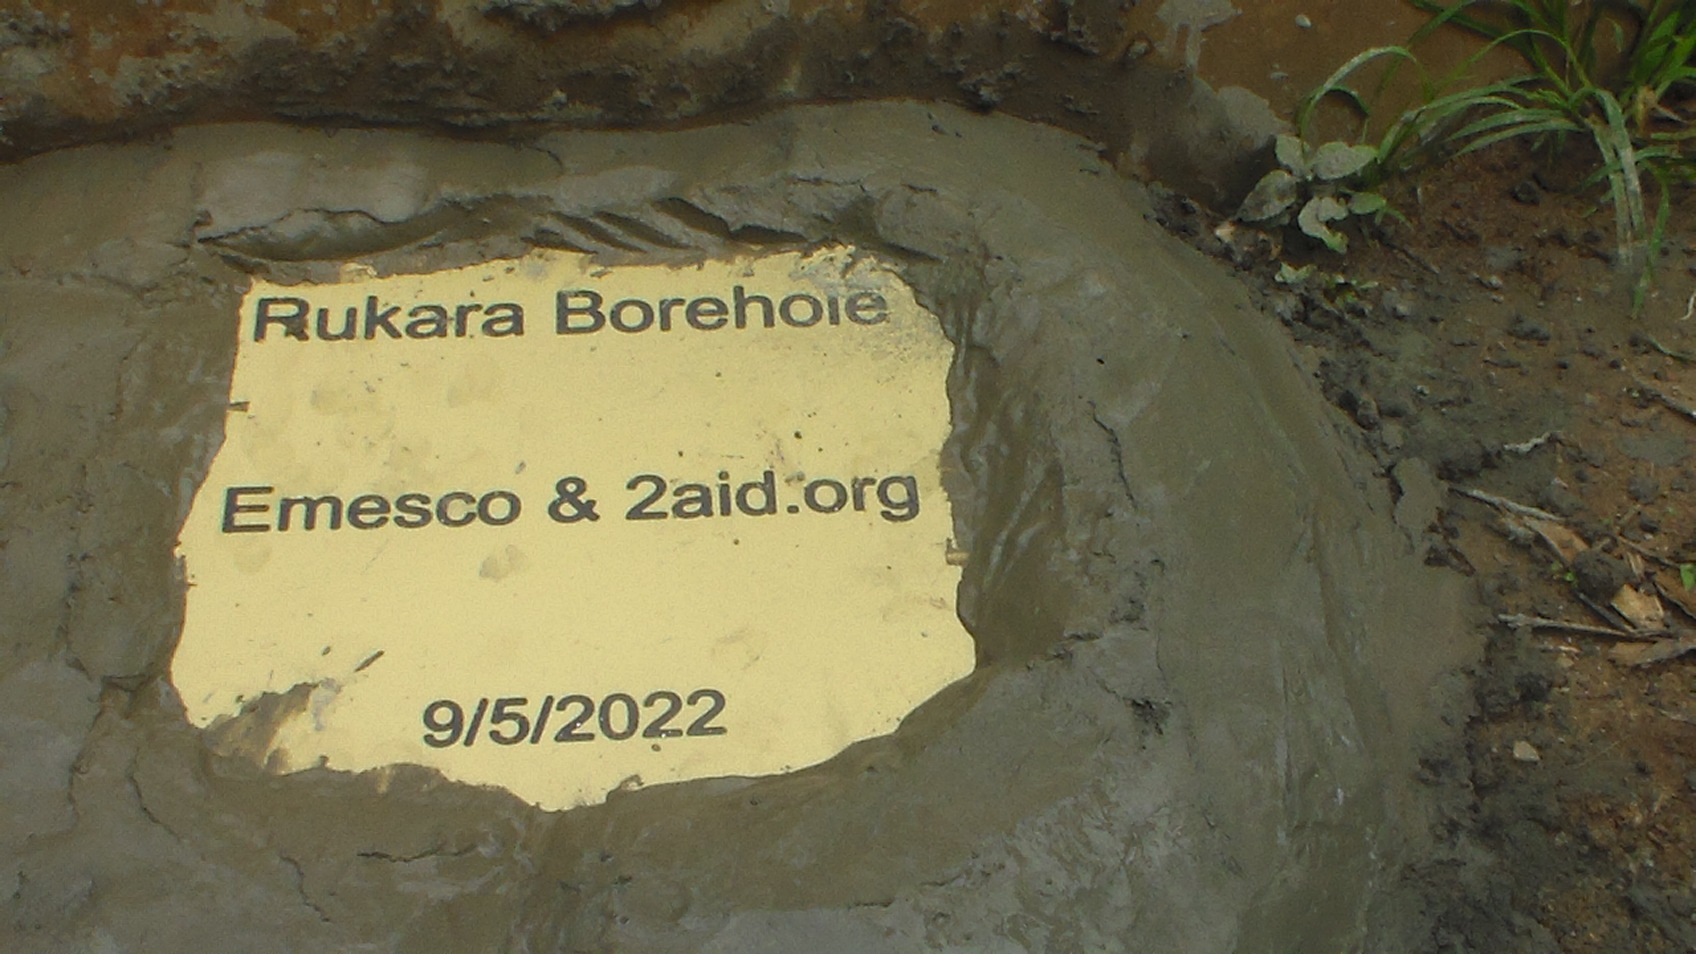 Rukara Borehole
Emesco & 2aid.org
9/5/2022